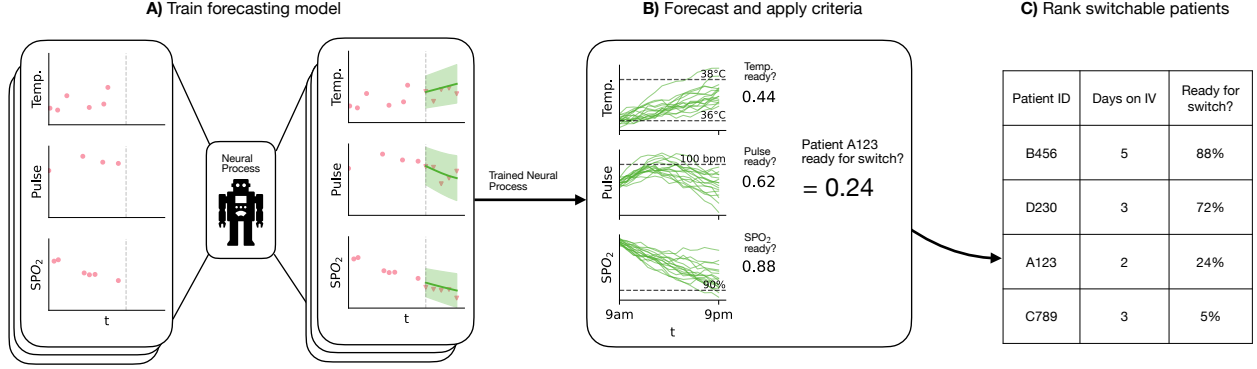 A) Train forecasting model
B) Forecast and apply criteria
C) Rank switchable patients
Temp.
Pulse
SPO2
t
Neural
Process
Temp.
Pulse
SPO2
t
Trained Neural
Process
Temp.
38°C
36°C
Temp.
ready?
0.44
Pulse
100 bpm
Pulse
ready?
0.62
SPO2
90%
SPO2
ready?
0.88
9am
9pm
t
Patient A123
ready for switch?
= 0.24
Patient ID Days on IV Ready for switch?
B456 5 88%
D230 3 72%
A123 2 24%
C789 3 5%